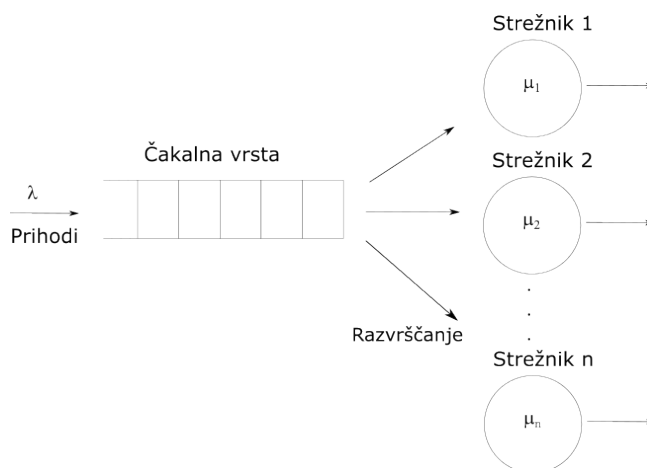 Strežnik 1
μ1
Čakalna vrsta
Strežnik 2
λ
Prihodi
μ2
Razvrščanje
Strežnik n
μn